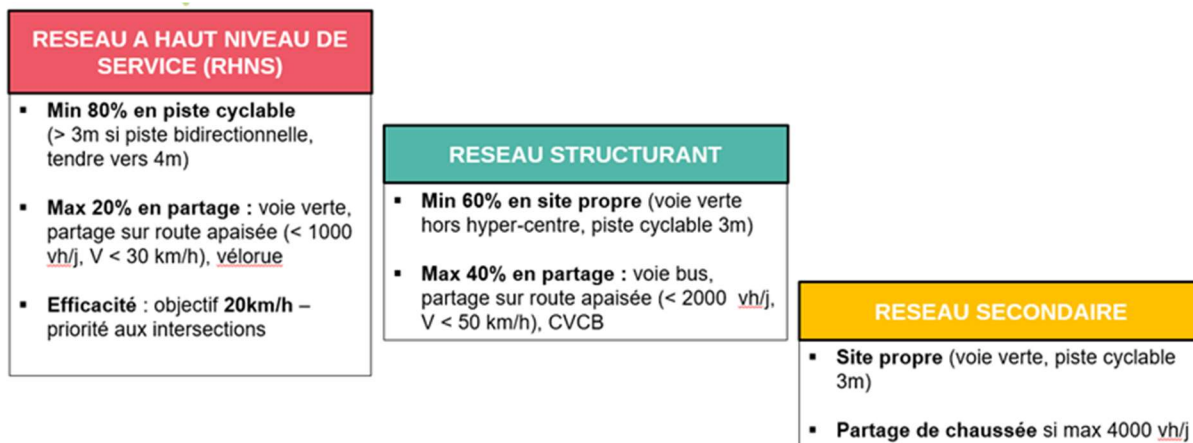 RESEAU A HAUT NIVEAU DE
SERVICE (RHNS)
▪ Min 80% en piste cyclable
(> 3m si piste bidirectionnelle,
tendre vers 4m)
▪ Max 20% en partage : voie verte,
partage sur route apaisée (< 1000
vh/j, V < 30 km/h), vélorue
▪ Efficacité : objectif 20km/h –
priorité aux intersections
RESEAU STRUCTURANT
▪ Min 60% en site propre (voie verte
hors hyper-centre, piste cyclable 3m)
▪ Max 40% en partage : voie bus,
partage sur route apaisée (< 2000 vh/j,
V < 50 km/h), CVCB
RESEAU SECONDAIRE
▪ Site propre (voie verte, piste cyclable
3m)
▪ Partage de chaussée si max 4000 vh/j